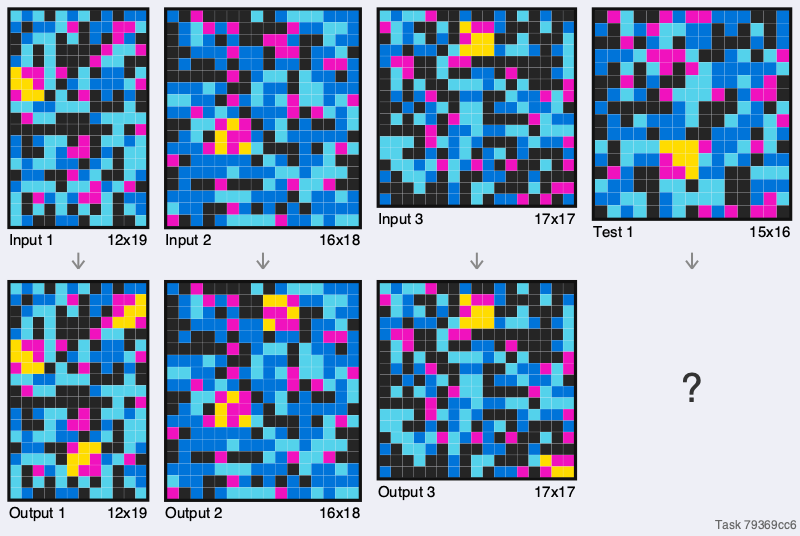 Input 1 12x19
Input 2 16x18
Input 3 17x17
Test 1 15x16
?
Output 1 12x19
Output 2 16x18
Output 3 17x17
Task 79369cc6